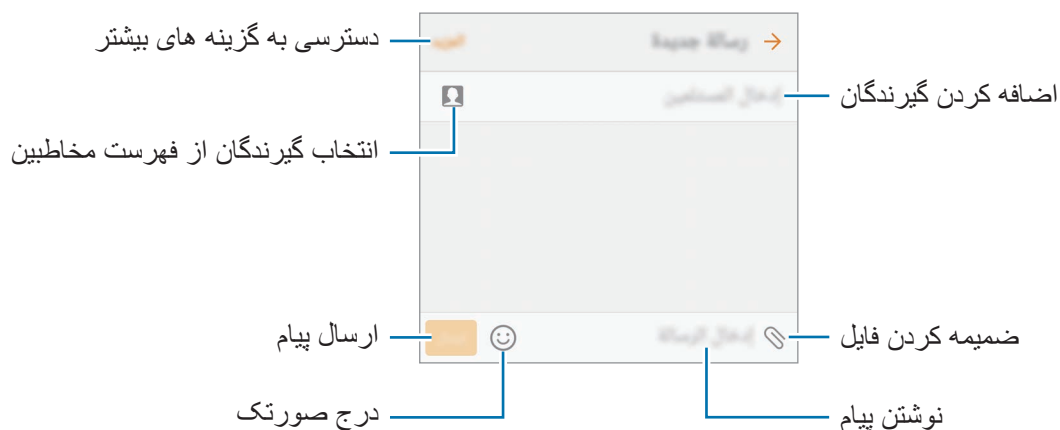 دسترسی به گزینه های بیشتر
اضافه کردن گیرندگان
انتخاب گیرندگان از فهرست مخاطبین
ارسال پیام
ضمیمه کردن فایل
درج صورتک
نوشتن پیام